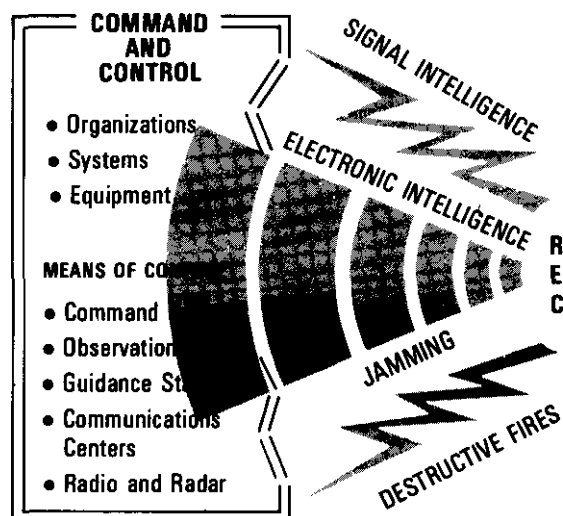 COMMAND
AND
CONTROL
• Organizations
• Systems
• Equipment
MEANS OF
• Command
• Observation
• Guidance
• Communications
Centers
• Radio and Radar
SIGNAL INTELLIGENCE
ELECTRONIC INTELLIGENCE
R
E
C
JAMMING
DESTRUCTIVE FIRES